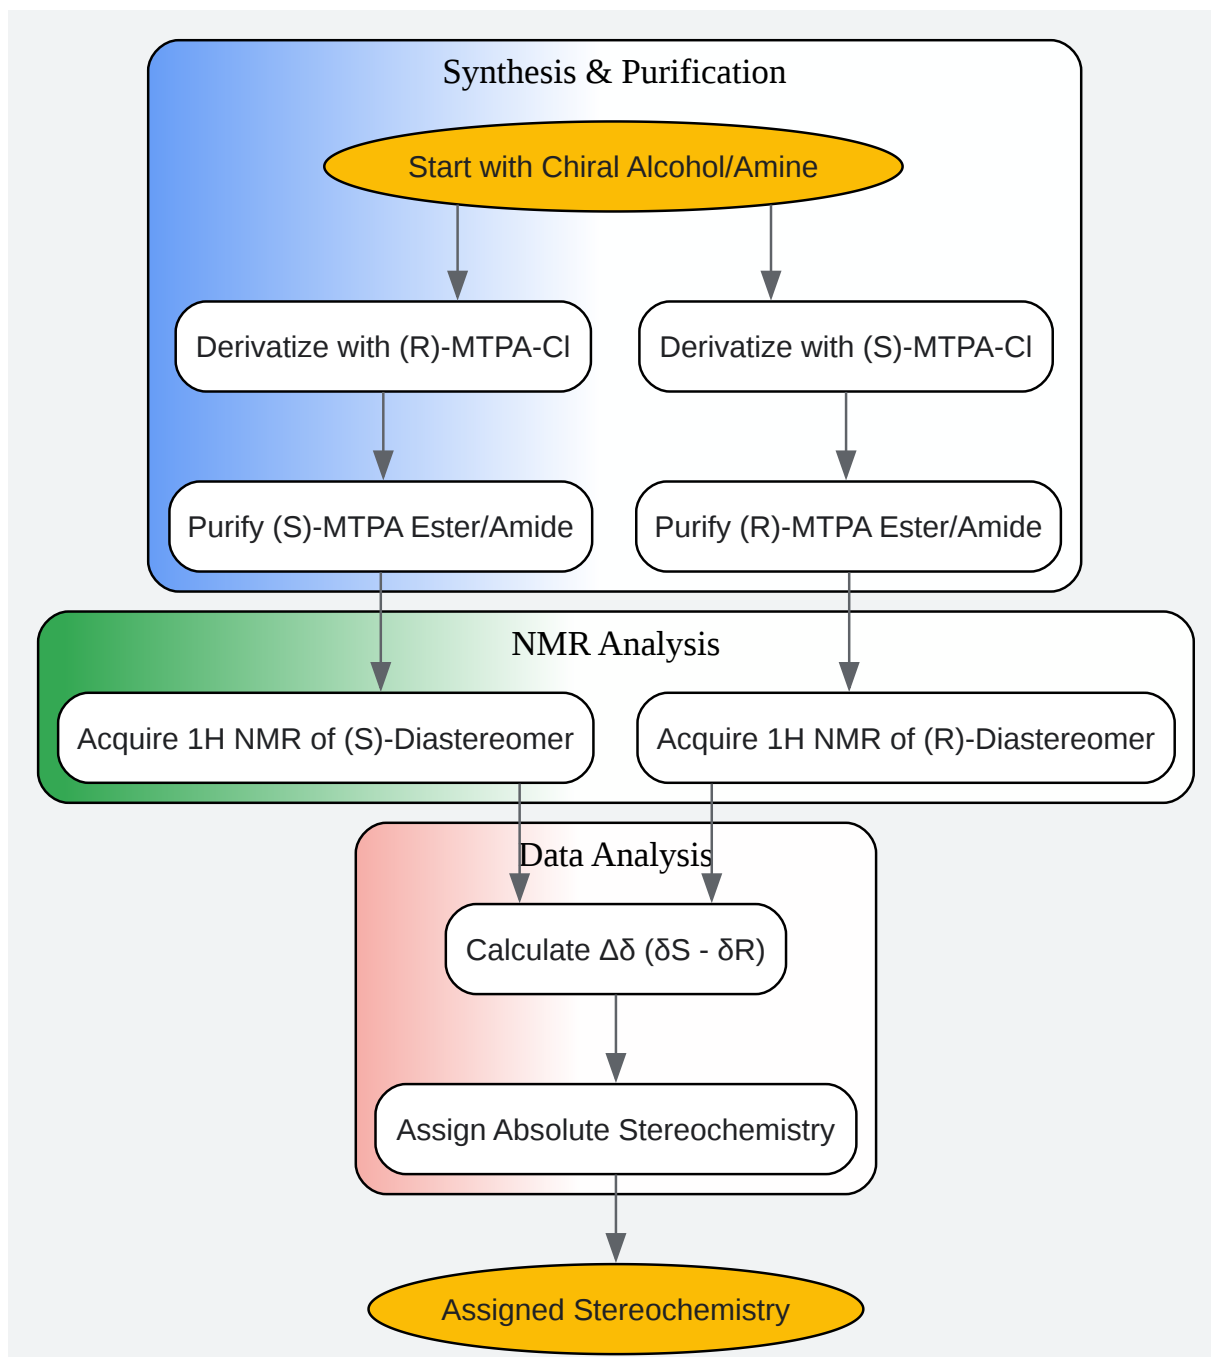 Synthesis & Purification
Start with Chiral Alcohol/Amine
Derivatize with (R)-MTPA-Cl
Derivatize with (S)-MTPA-Cl
Purify (S)-MTPA Ester/Amide
Purify (R)-MTPA Ester/Amide
NMR Analysis
Acquire 1H NMR of (S)-Diastereomer
Acquire 1H NMR of (R)-Diastereomer
Data Analysis
Calculate Δδ (δS - δR)
Assign Absolute Stereochemistry
Assigned Stereochemistry